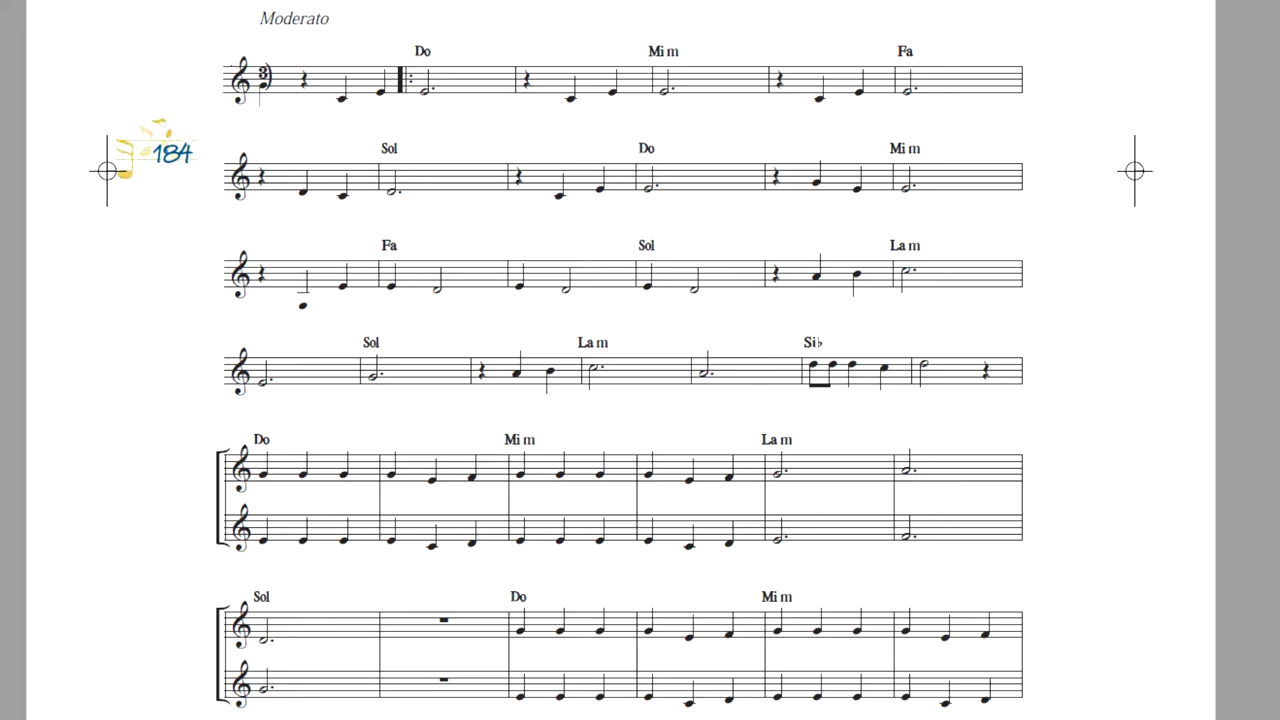 Moderato
Do Mi m Fa
184
Sol Do Mi m
Fa Sol La m
Sol La m Si♭
Do Mi m La m
Sol Do Mi m